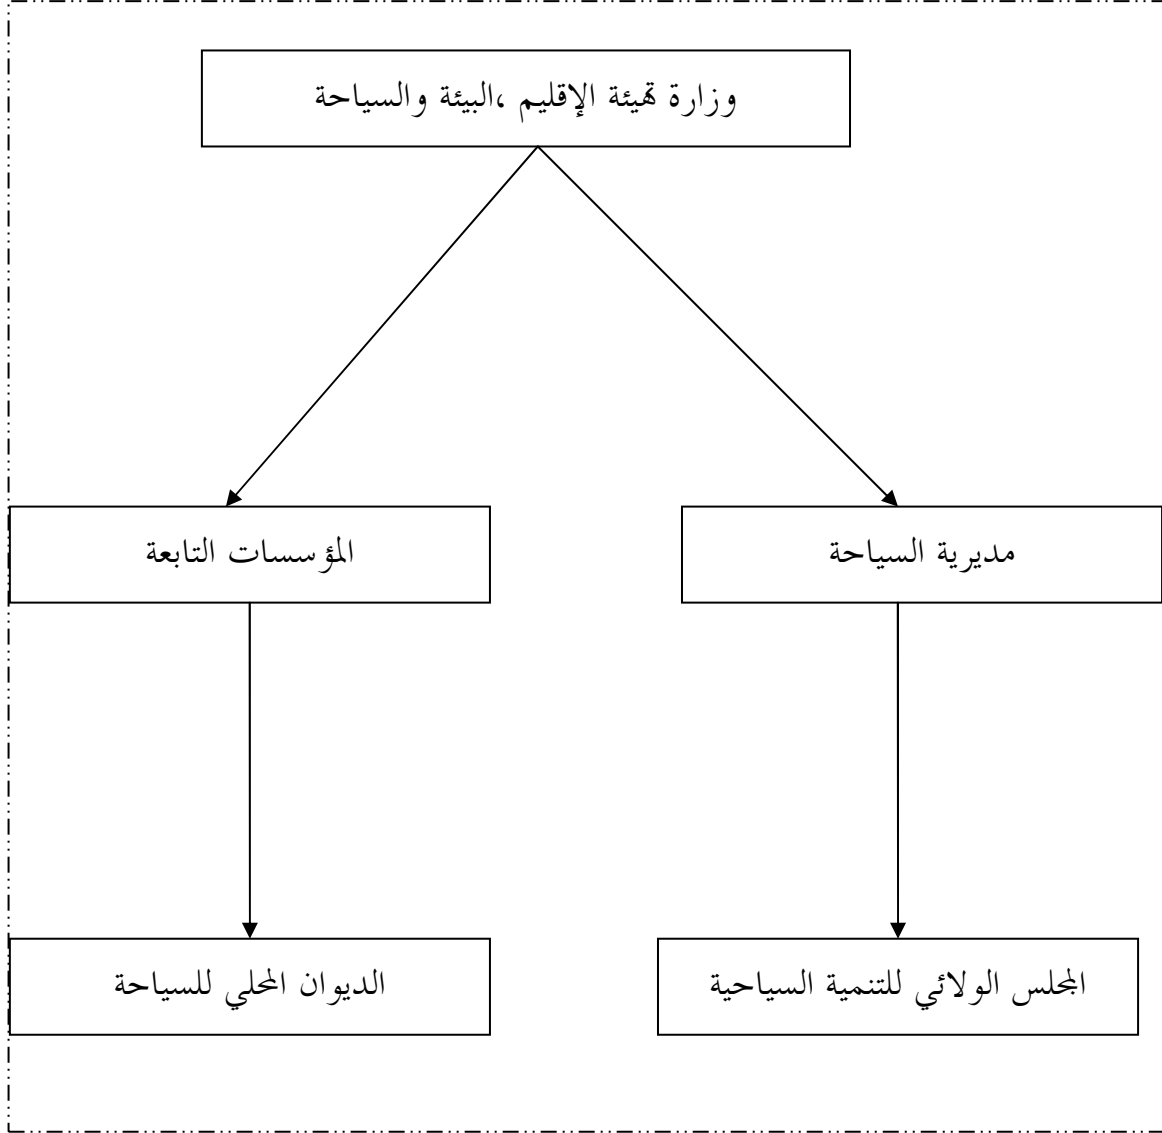 وزارة تهيئة الإقليم ،البيئة والسياحة
مديرية السياحة
المؤسسات التابعة
المجلس الولائي للتنمية السياحية
الديوان المحلي للسياحة